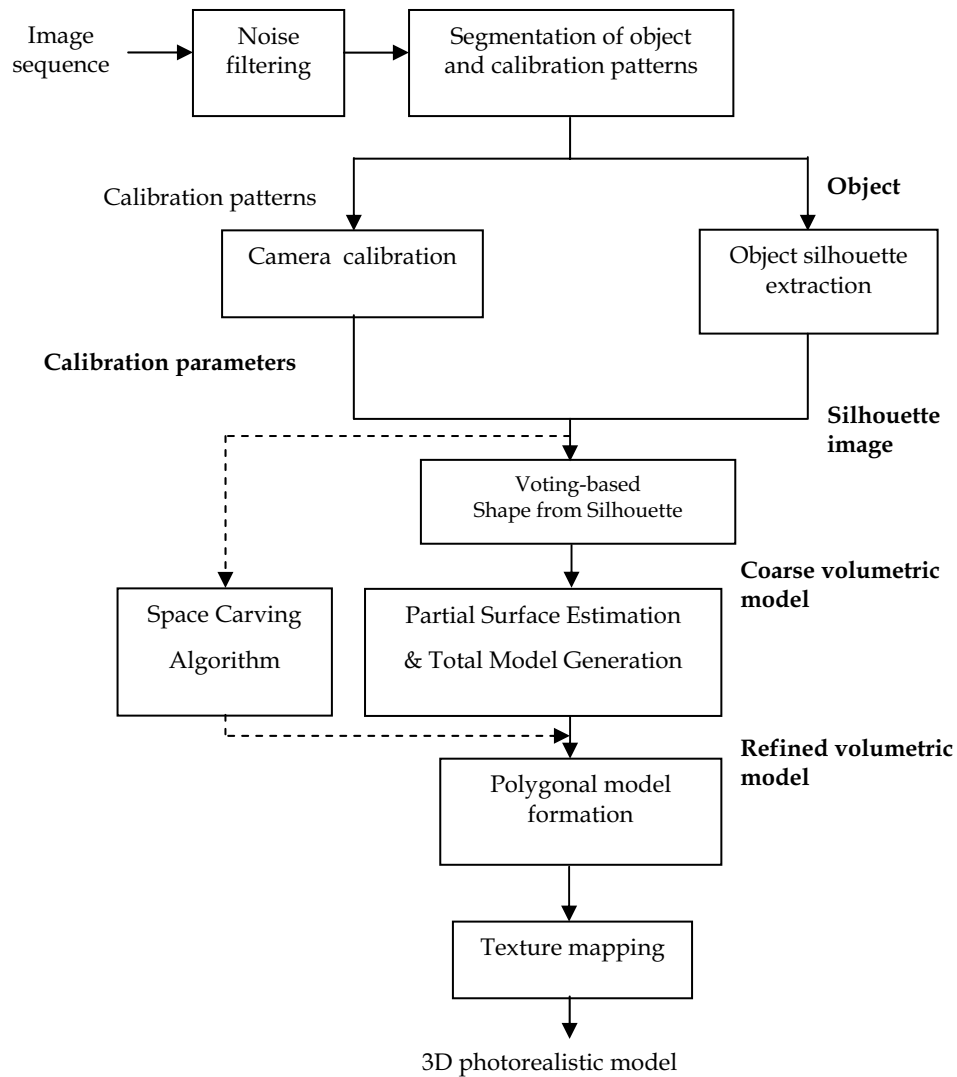 Image
sequence
Noise
filtering
Segmentation of object
and calibration patterns
Calibration patterns
Object
Camera calibration
Object silhouette
extraction
Calibration parameters
Silhouette
image
Voting-based
Shape from Silhouette
Coarse volumetric
model
Space Carving
Algorithm
Partial Surface Estimation
& Total Model Generation
Refined volumetric
model
Polygonal model
formation
Texture mapping
3D photorealistic model